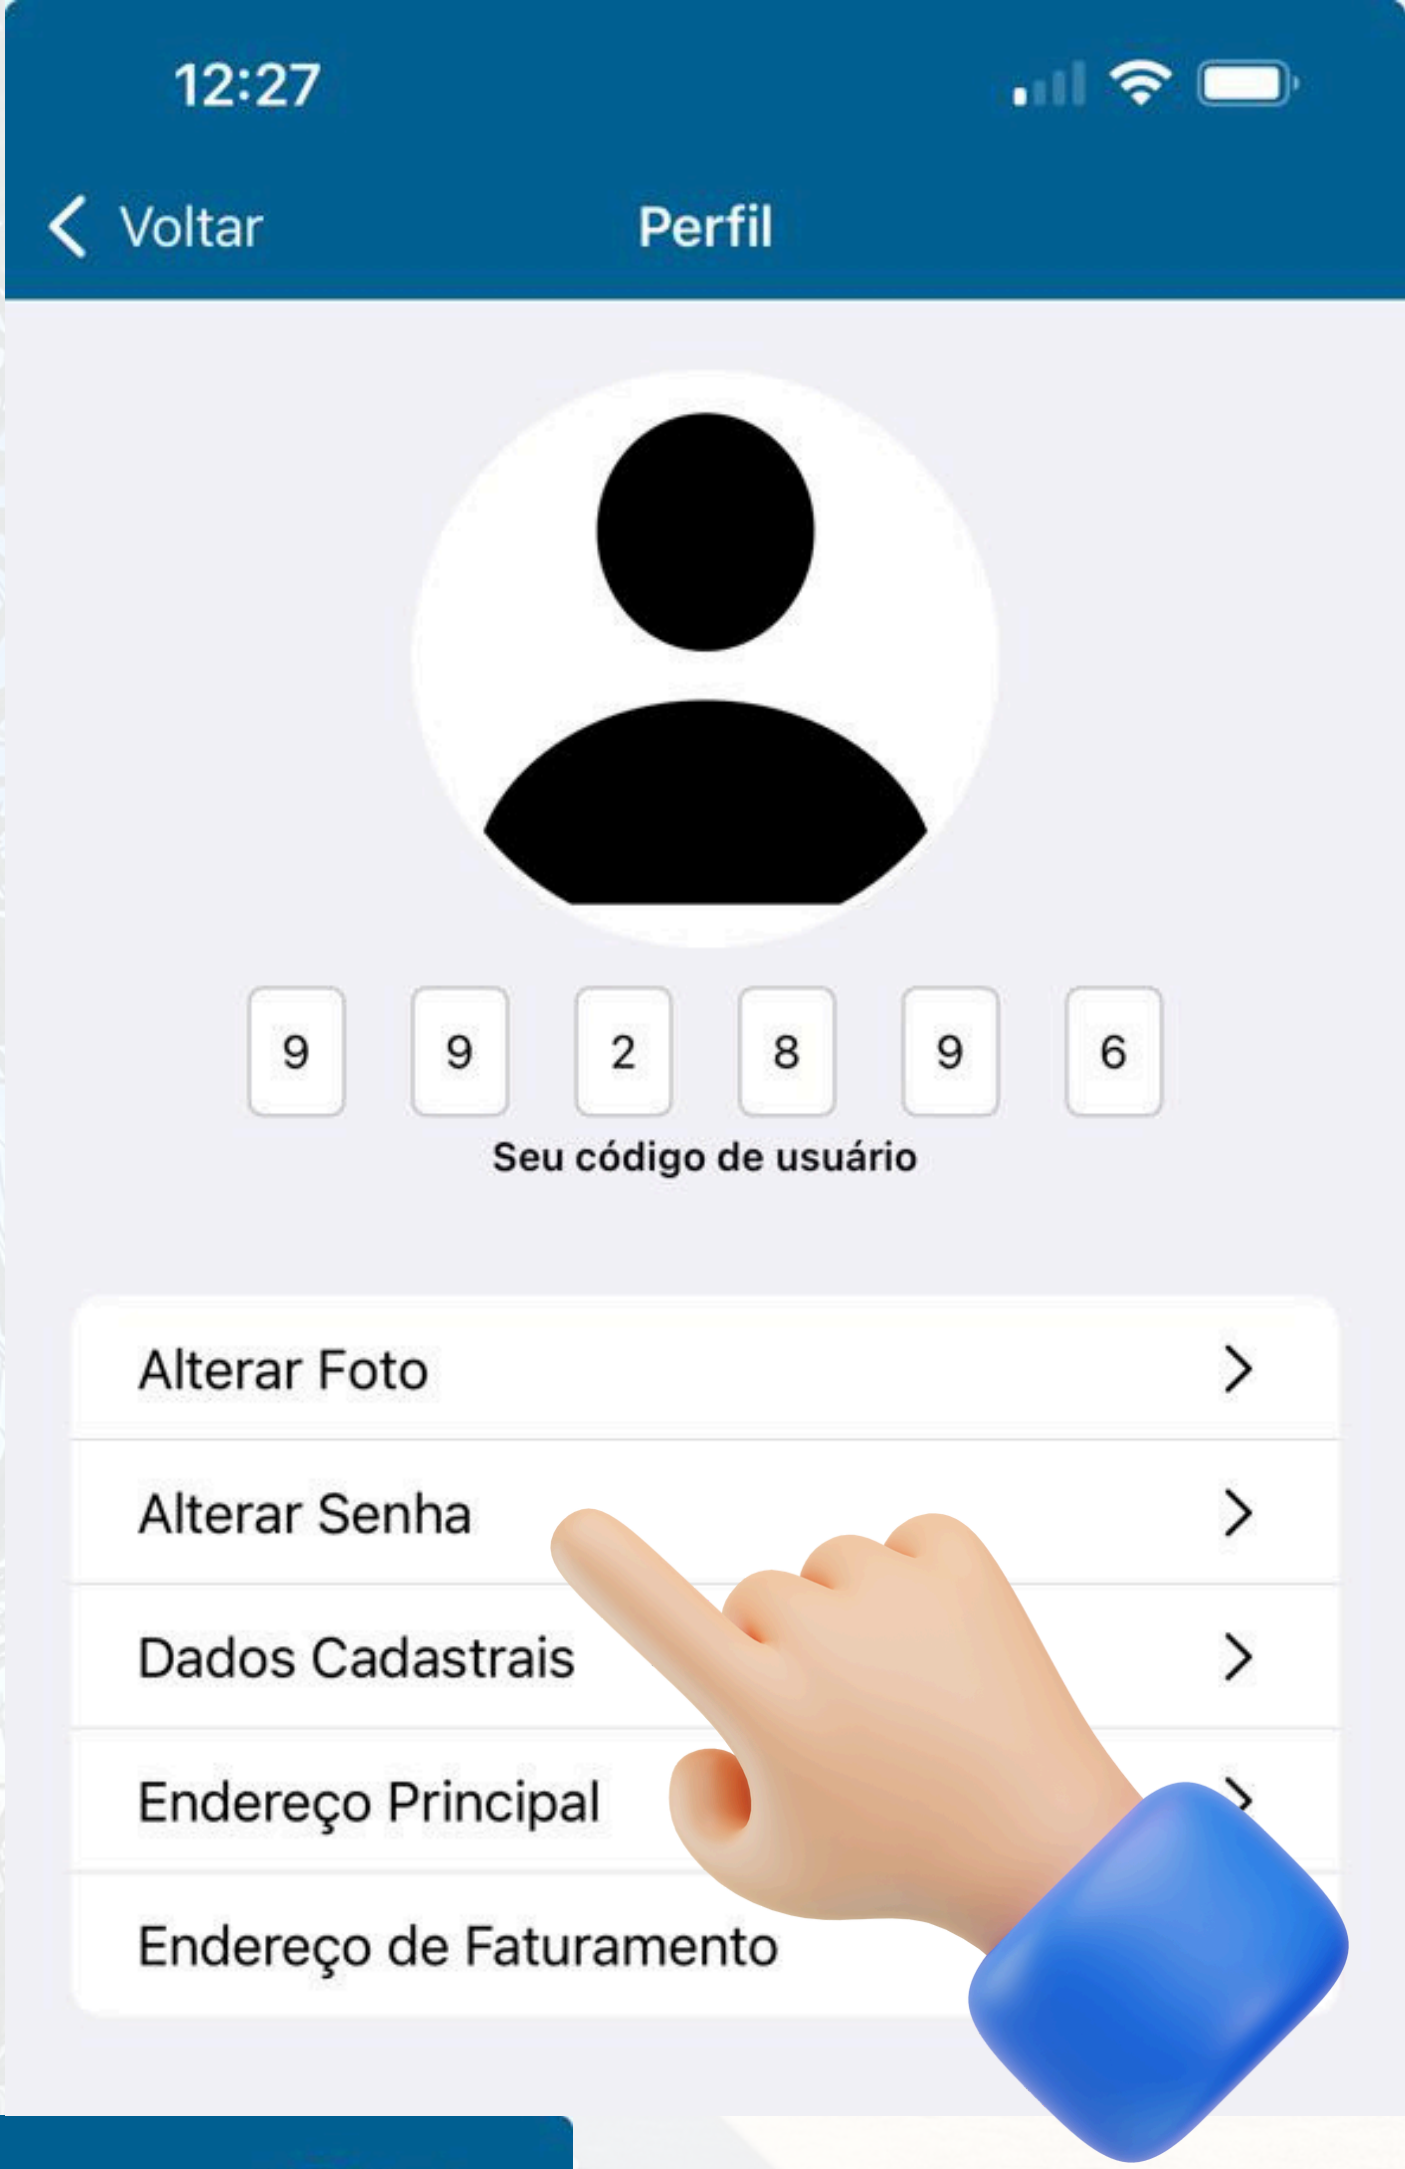 12:27
Voltar
Perfil
9 9 2 8 9 6
Seu código de usuário
Alterar Foto
Alterar Senha
Dados Cadastrais
Endereço Principal
Endereço de Faturamento